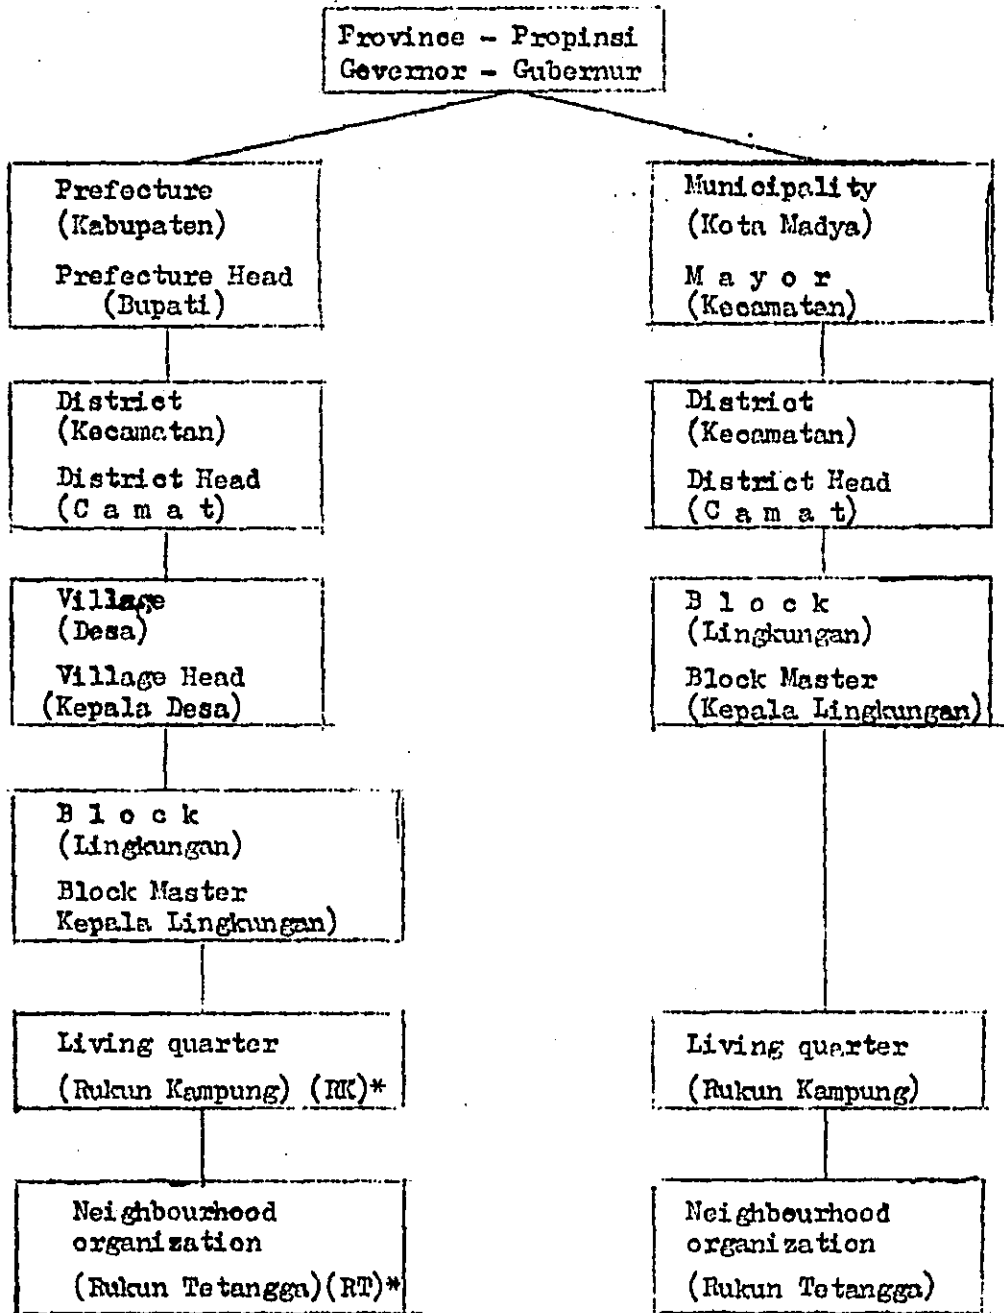 Province - Propinsi
Governor - Gubernur
Prefecture
(Kabupaten)
Prefecture Head
(Bupati)
Municipality
(Kota Madya)
M a y o r
(Kecamatan)
District
(Kecamatan)
District Head
(C a m a t)
District
(Kecamatan)
District Head
(C a m a t)
Village
(Desa)
Village Head
(Kepala Desa)
B l o c k
(Lingkungan)
Block Master
(Kepala Lingkungan)
B l o c k
(Lingkungan)
Block Master
Kepala Lingkungan)
Living quarter
(Rukun Kampung) (RK)*
Living quarter
(Rukun Kampung)
Neighbourhood
organization
(Rukun Tetangga)(RT)*
Neighbourhood
organization
(Rukun Tetangga)